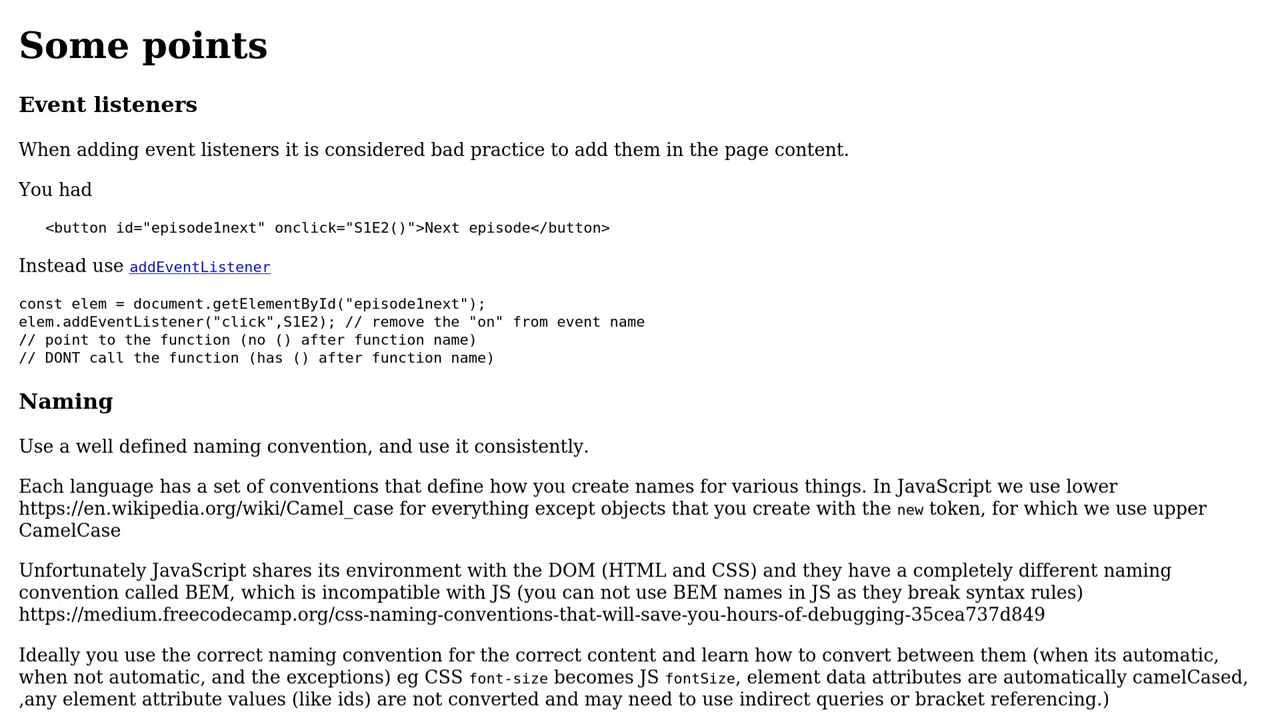 Some points
Event listeners
When adding event listeners it is considered bad practice to add them in the page content.
You had
<button id="episode1next" onclick="S1E2()">Next episode</button>
Instead use addEventListener
const elem = document.getElementById("episode1next");
elem.addEventListener("click",S1E2); // remove the "on" from event name
// point to the function (no () after function name)
// DONT call the function (has () after function name)
Naming
Use a well defined naming convention, and use it consistently.
Each language has a set of conventions that define how you create names for various things. In JavaScript we use lower
https://en.wikipedia.org/wiki/Camel_case for everything except objects that you create with the new token, for which we use upper
CamelCase
Unfortunately JavaScript shares its environment with the DOM (HTML and CSS) and they have a completely different naming
convention called BEM, which is incompatible with JS (you can not use BEM names in JS as they break syntax rules)
https://medium.freecodecamp.org/css-naming-conventions-that-will-save-you-hours-of-debugging-35cea737d849
Ideally you use the correct naming convention for the correct content and learn how to convert between them (when its automatic,
when not automatic, and the exceptions) eg CSS font-size becomes JS fontSize, element data attributes are automatically camelCased,
,any element attribute values (like ids) are not converted and may need to use indirect queries or bracket referencing.)